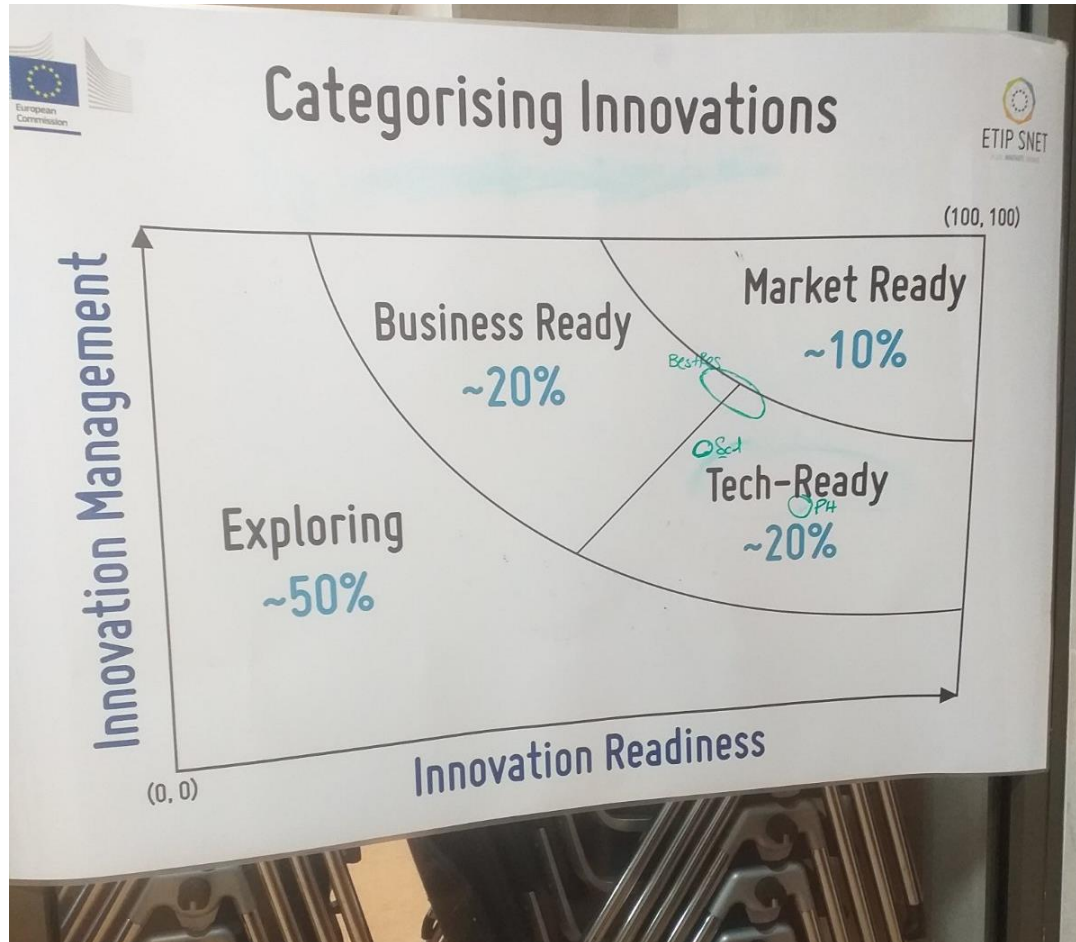 European
Commission
Categorising Innovations
ETIP SNET
(100, 100)
Innovation Management
Market Ready
~10%
Business Ready
~20%
BestRes
Tech-Ready
PH
~20%
Exploring
~50%
Innovation Readiness
(0, 0)